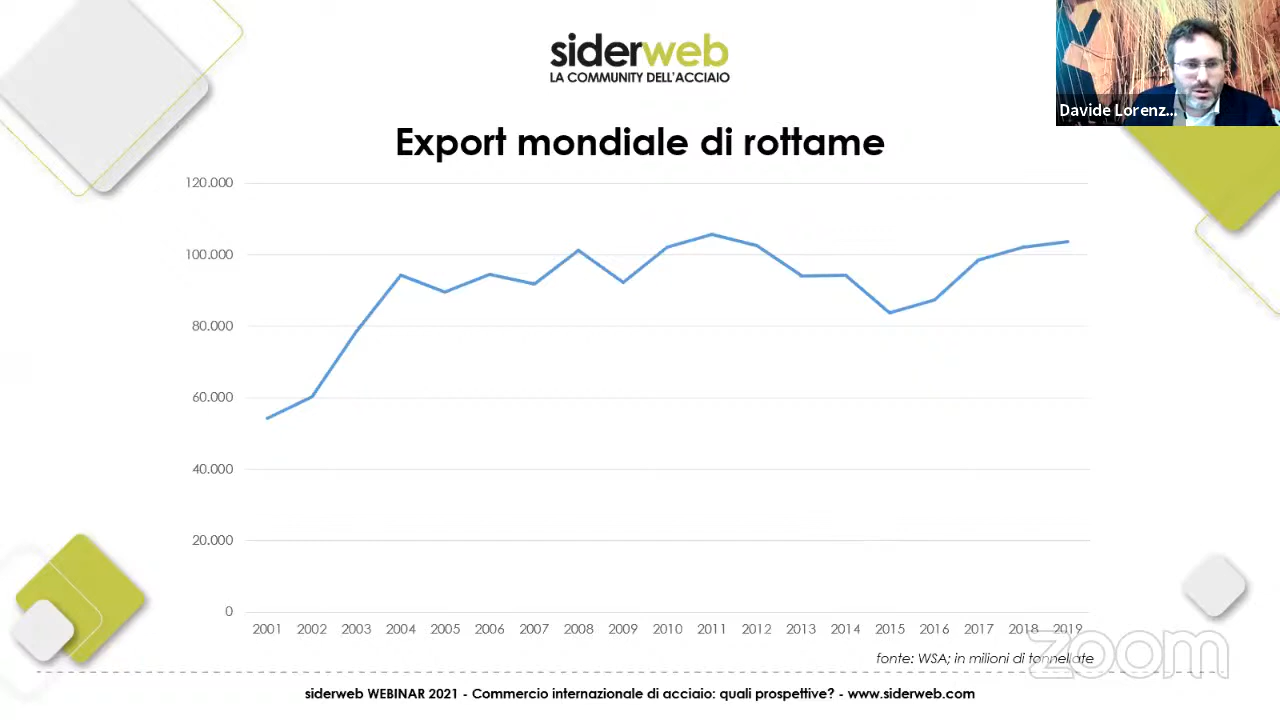 siderweb
LA COMMUNITY DELL'ACCIAIO
Davide Lorenz...
Export mondiale di rottame
120.000
100.000
80.000
60.000
40.000
20.000
0
2001 2002 2003 2004 2005 2006 2007 2008 2009 2010 2011 2012 2013 2014 2015 2016 2017 2018 2019
fonte: WSA; in milioni di tonnellate
zoom
siderweb WEBINAR 2021 - Commercio internazionale di acciaio: quali prospettive? - www.siderweb.com